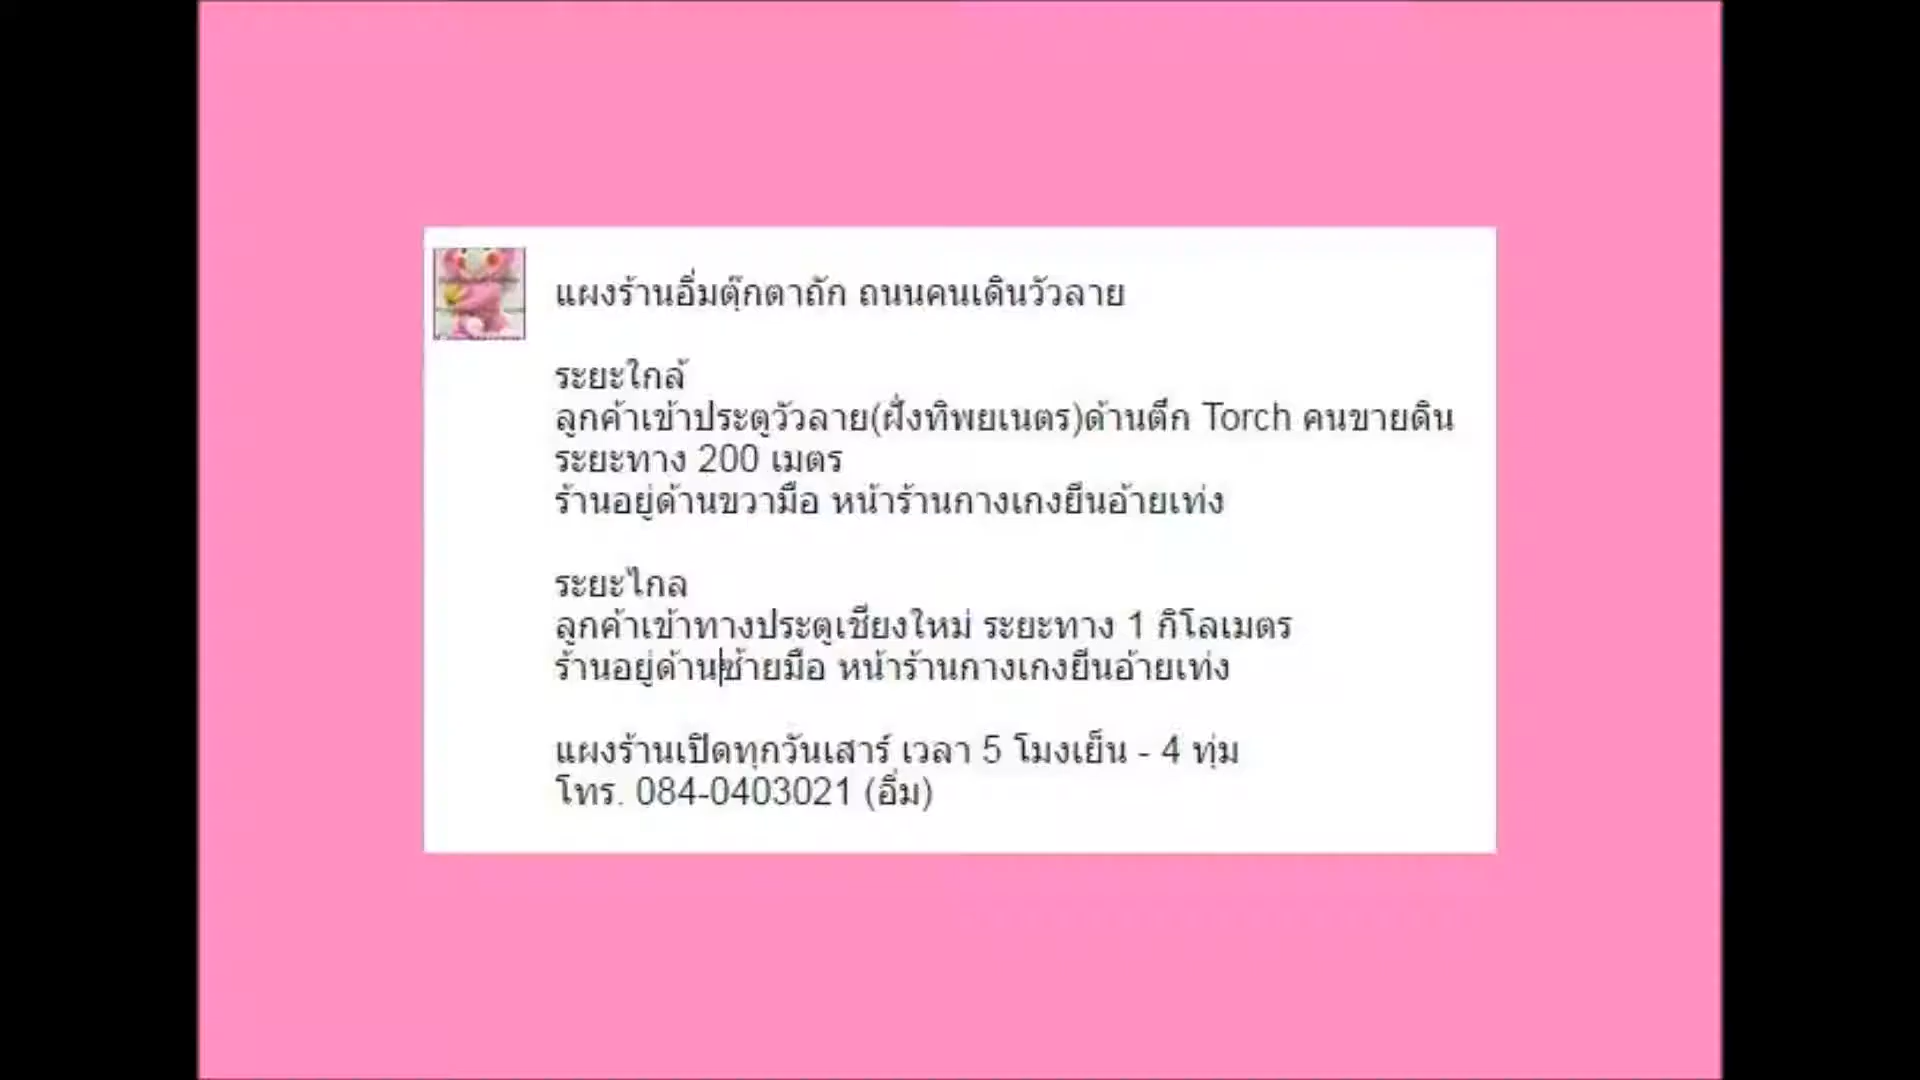 แผงร้านอิ่มตุ๊กตาถัก ถนนคนเดินวัวลาย
ระยะใกล้
ลูกค้าเข้าประตูวัวลาย(ฝั่งทิพยเนตร)ด้านตึก Torch คนขายดิน
ระยะทาง 200 เมตร
ร้านอยู่ด้านขวามือ หน้าร้านกางเกงยีนอ้ายเท่ง
ระยะไกล
ลูกค้าเข้าทางประตูเชียงใหม่ ระยะทาง 1 กิโลเมตร
ร้านอยู่ด้านซ้ายมือ หน้าร้านกางเกงยีนอ้ายเท่ง
แผงร้านเปิดทุกวันเสาร์ เวลา 5 โมงเย็น - 4 ทุ่ม
โทร. 084-0403021 (อิ่ม)